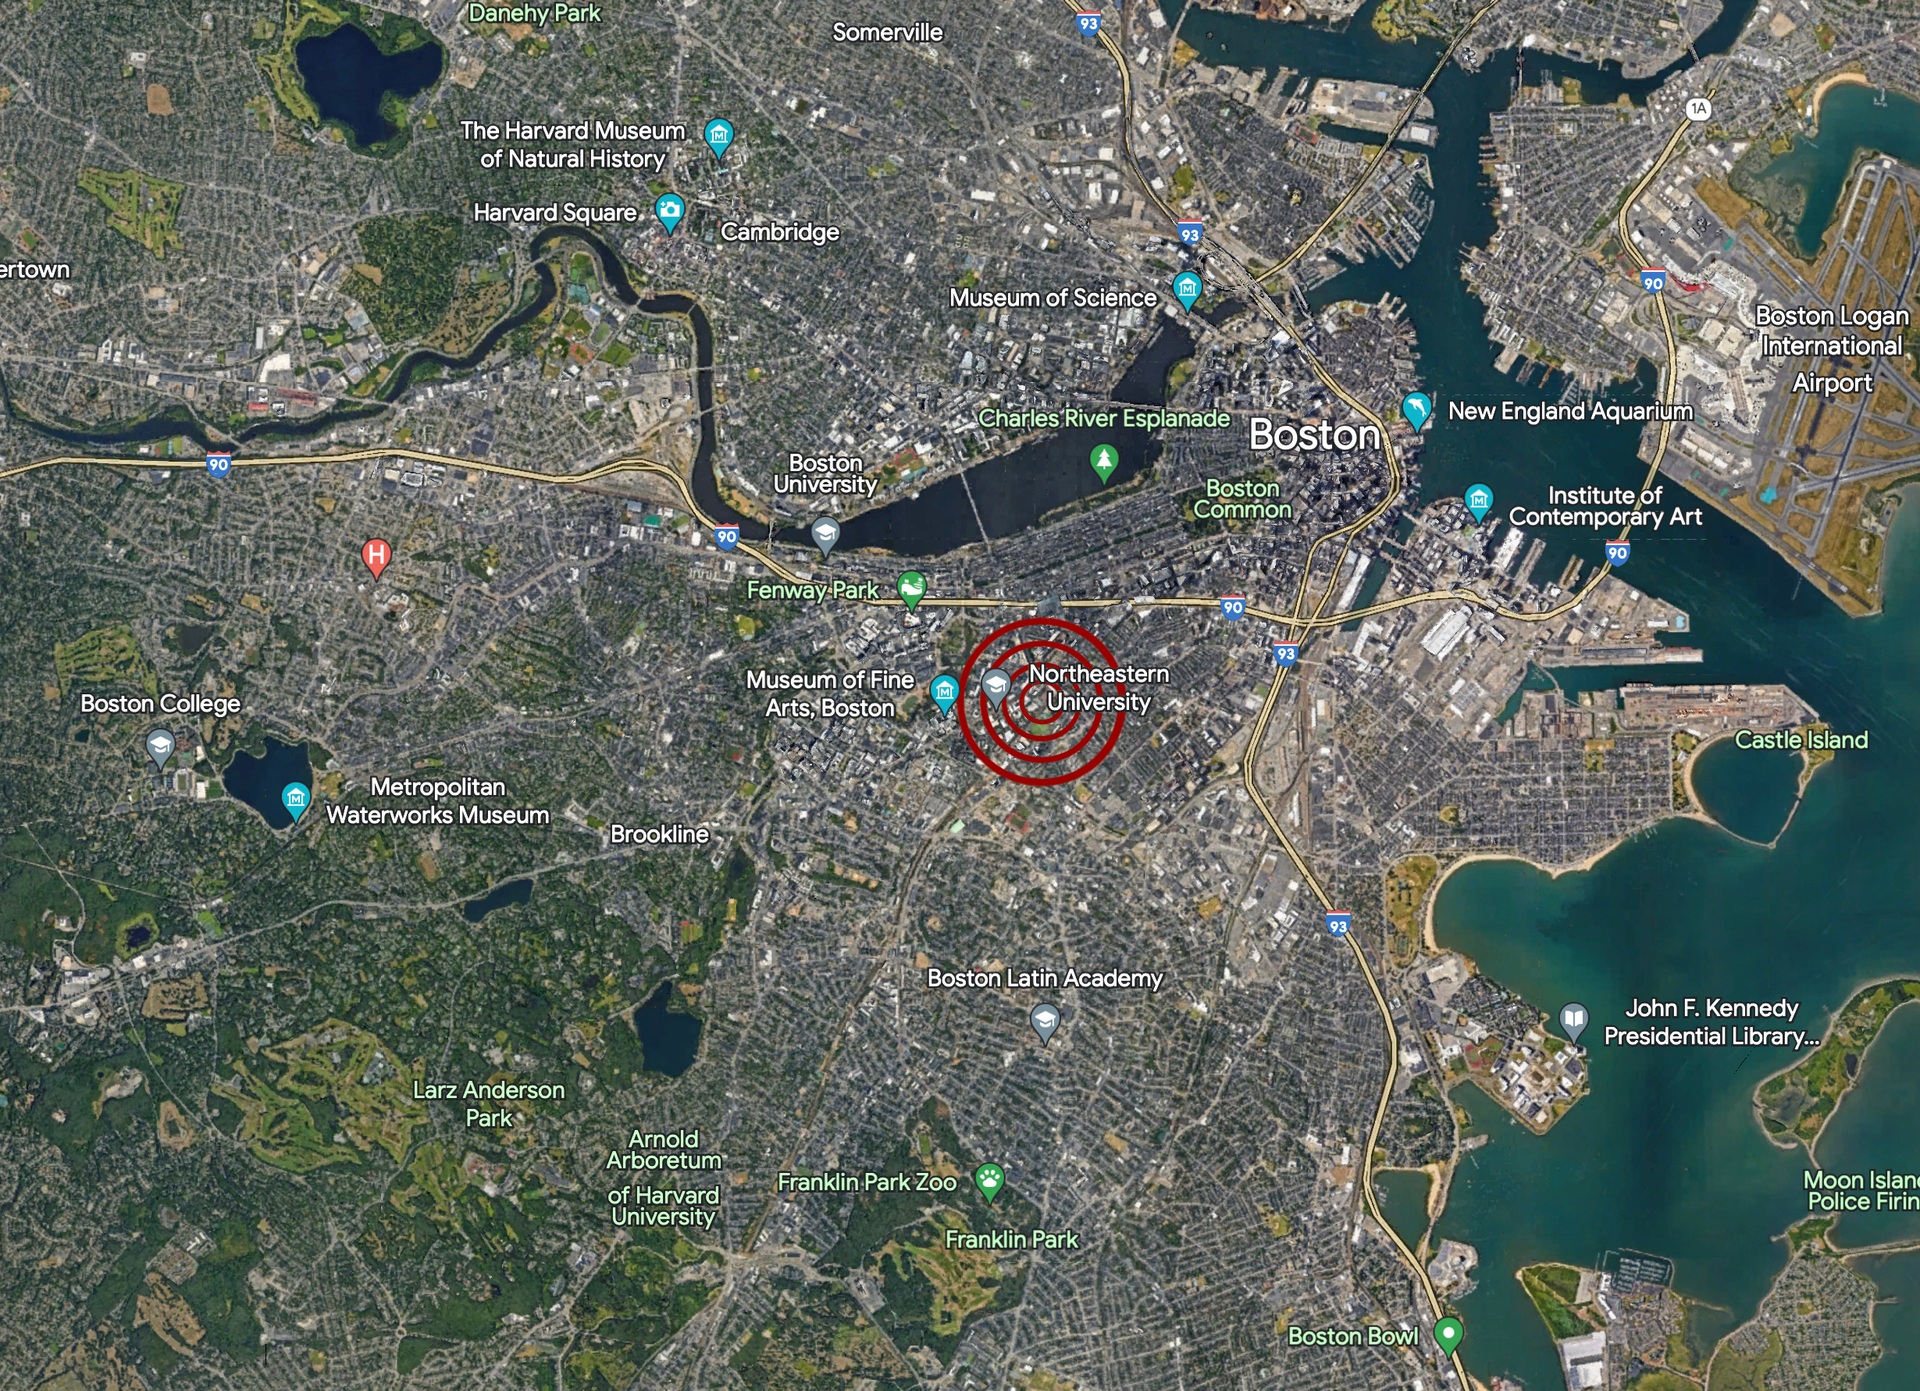 Danehy Park
Somerville
93
1A
The Harvard Museum
of Natural History
Harvard Square
Cambridge
93
ertown
Museum of Science
90
Boston Logan
International
Airport
Charles River Esplanade
New England Aquarium
Boston
90
Boston
University
Boston
Common
Institute of
Contemporary Art
90
90
H
Fenway Park
90
93
Museum of Fine
Arts, Boston
Northeastern
University
Boston College
Castle Island
Metropolitan
Waterworks Museum
Brookline
93
Boston Latin Academy
John F. Kennedy
Presidential Library...
Larz Anderson
Park
Arnold
Arboretum
of Harvard
University
Franklin Park Zoo
Moon Islan
Police Firin
Franklin Park
Boston Bowl